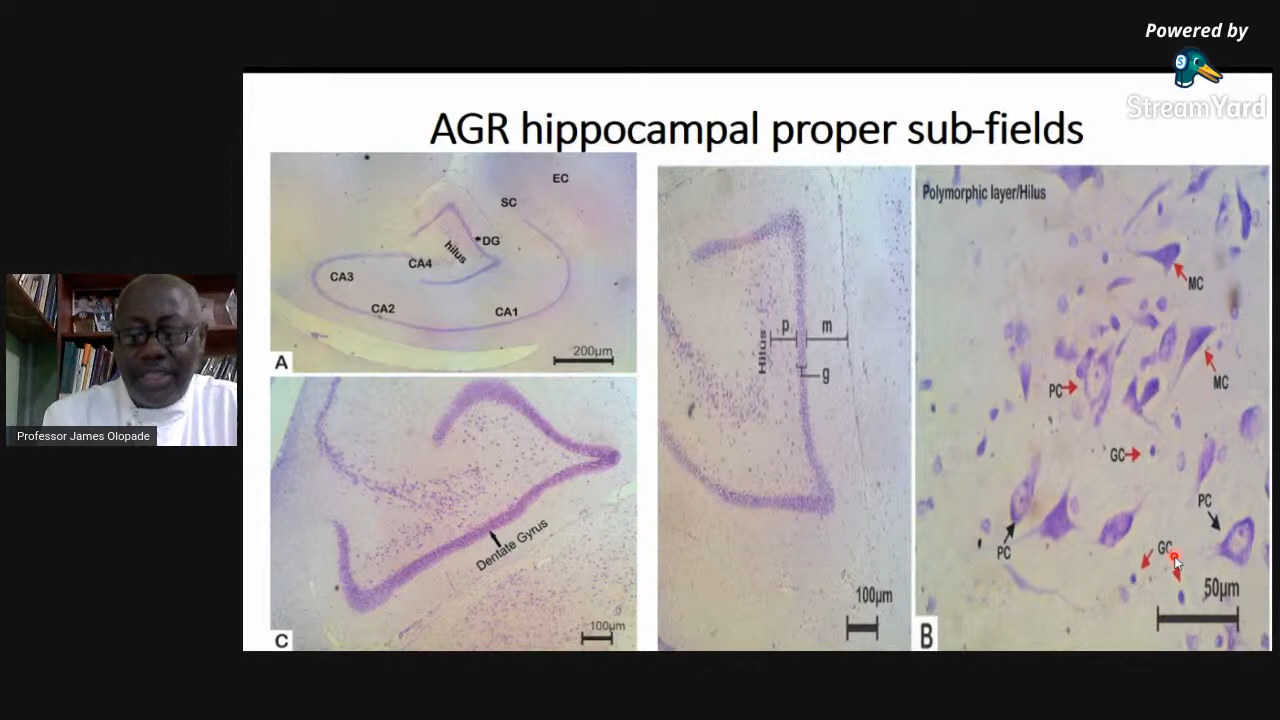 Powered by
S
StreamYard
AGR hippocampal proper sub-fields
EC
SC
DG
hilus
CA4
CA3
CA2
CA1
A
200µm
Dentate Gyrus
C
100µm
Hilus
p
m
g
100µm
Polymorphic layer/Hilus
MC
MC
PC
GC
PC
PC
GC
50µm
B
Professor James Olopade